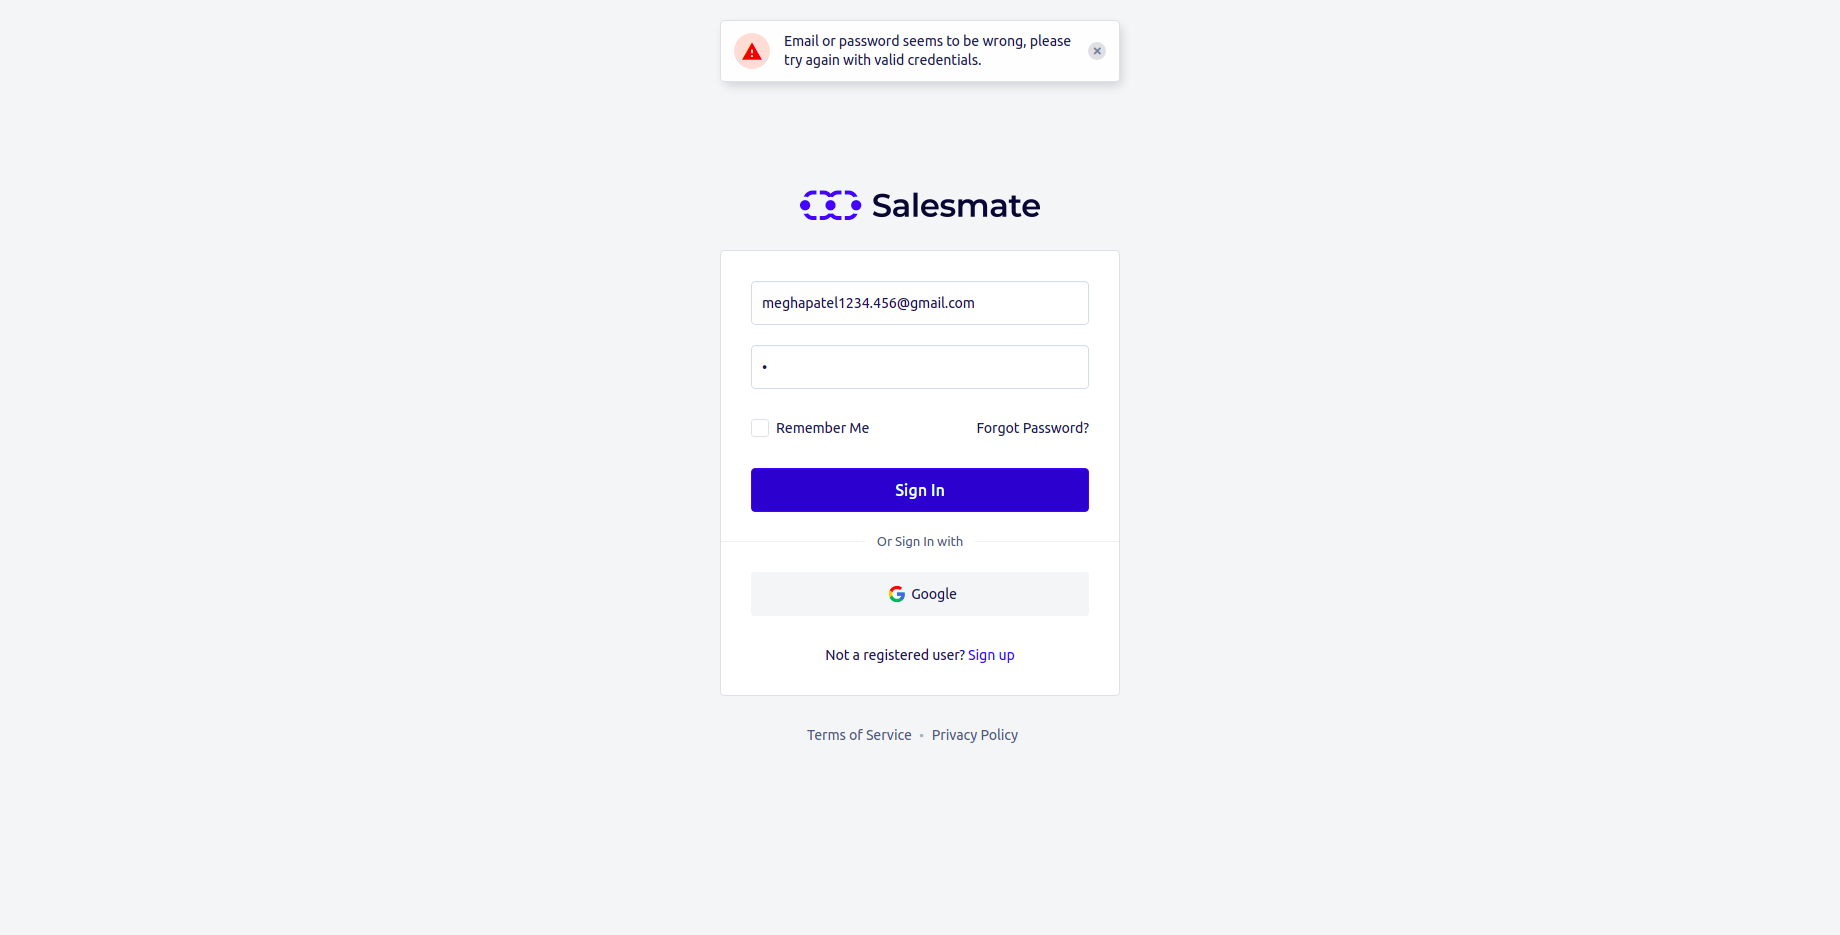 Email or password seems to be wrong, please
try again with valid credentials.
Salesmate
meghapatel1234.456@gmail.com
•
Remember Me Forgot Password?
Sign In
Or Sign In with
Google
Not a registered user? Sign up
Terms of Service • Privacy Policy